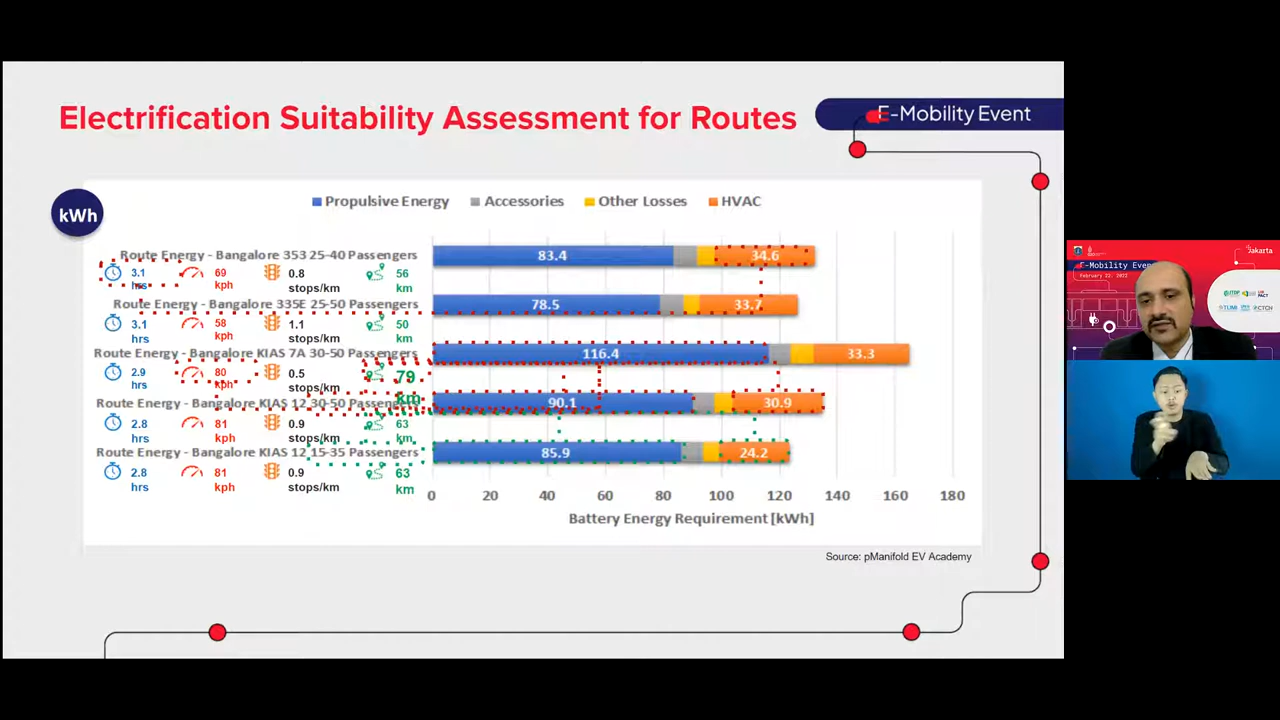 Electrification Suitability Assessment for Routes
E-Mobility Event
kWh
Propulsive Energy Accessories Other Losses HVAC
Route Energy - Bangalore 353 25-40 Passengers
83.4 34.6
3.1 hrs 69 kph 0.8 stops/km 56 km
Route Energy - Bangalore 335E 25-50 Passengers
78.5 33.7
3.1 hrs 58 kph 1.1 stops/km 50 km
Route Energy - Bangalore KIAS 7A 30-50 Passengers
116.4 33.3
2.9 hrs 80 kph 0.5 stops/km 79 km
Route Energy - Bangalore KIAS 12 30-50 Passengers
90.1 30.9
2.8 hrs 81 kph 0.9 stops/km 63 km
Route Energy - Bangalore KIAS 12 15-35 Passengers
85.9 24.2
2.8 hrs 81 kph 0.9 stops/km 63 km
0 20 40 60 80 100 120 140 160 180
Battery Energy Requirement [kWh]
Source: pManifold EV Academy
Jakarta
E-Mobility Event
February 22, 2022
ITDP
TUMI
CTCN